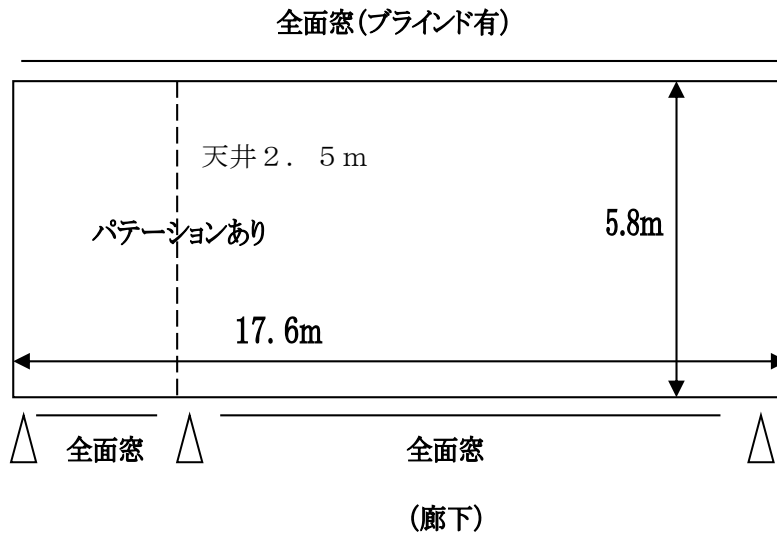 全面窓(ブラインド有)
天井２．５ｍ
パテーションあり
5.8m
17.6m
全面窓
全面窓
(廊下)